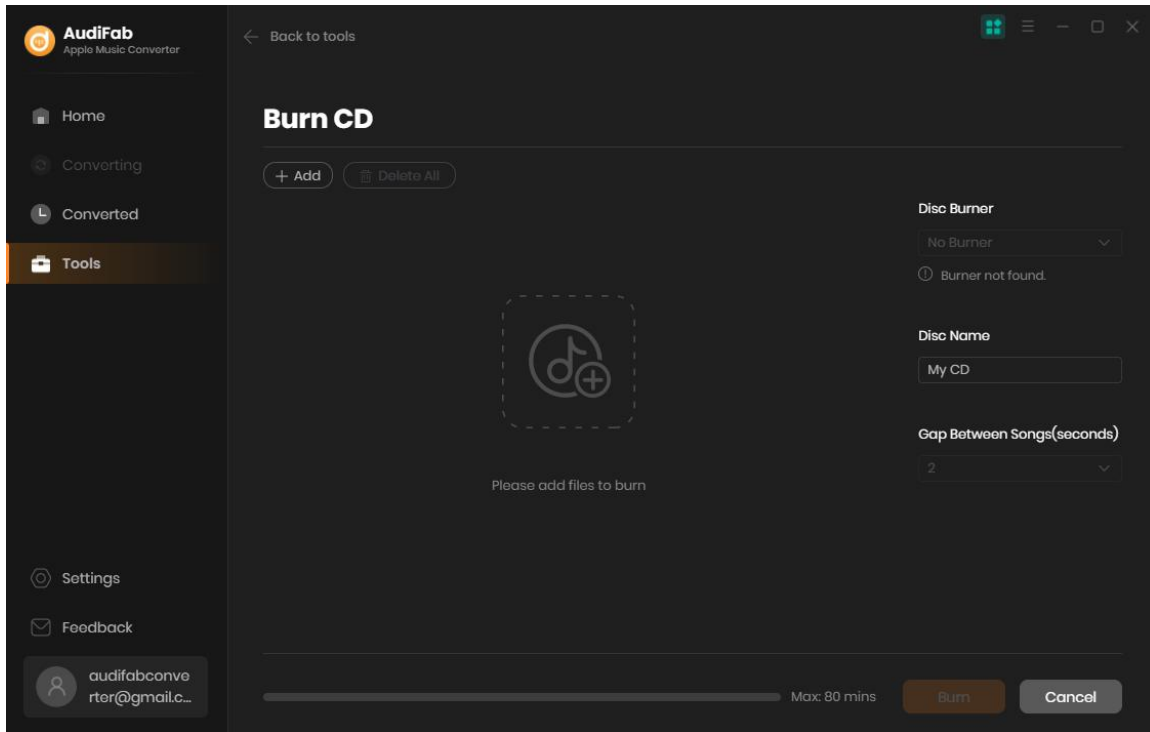 AudiFab
Apple Music Converter
Back to tools
Home
Converting
Converted
Tools
Settings
Feedback
audifabconve
rter@gmail.c...
Burn CD
+ Add
Delete All
Please add files to burn
Disc Burner
No Burner
Burner not found.
Disc Name
My CD
Gap Between Songs(seconds)
2
Max: 80 mins
Burn
Cancel